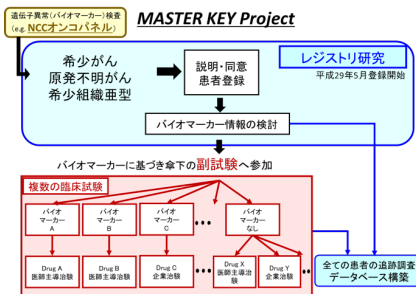 遺伝子異常(バイオマーカー)検査
(e.g. NCCオンコパネル)
MASTER KEY Project
レジストリ研究
平成29年5月登録開始
希少がん
原発不明がん
希少組織亜型
説明・同意
患者登録
バイオマーカー情報の検討
バイオマーカーに基づき傘下の副試験へ参加
複数の臨床試験
バイオ
マーカー
A
バイオ
マーカー
B
バイオ
マーカー
C
バイオ
マーカー
なし
Drug A
医師主導治験
Drug B
医師主導治験
Drug C
企業治験
Drug X
医師主導治験
Drug Y
企業治験
全ての患者の追跡調査
データベース構築